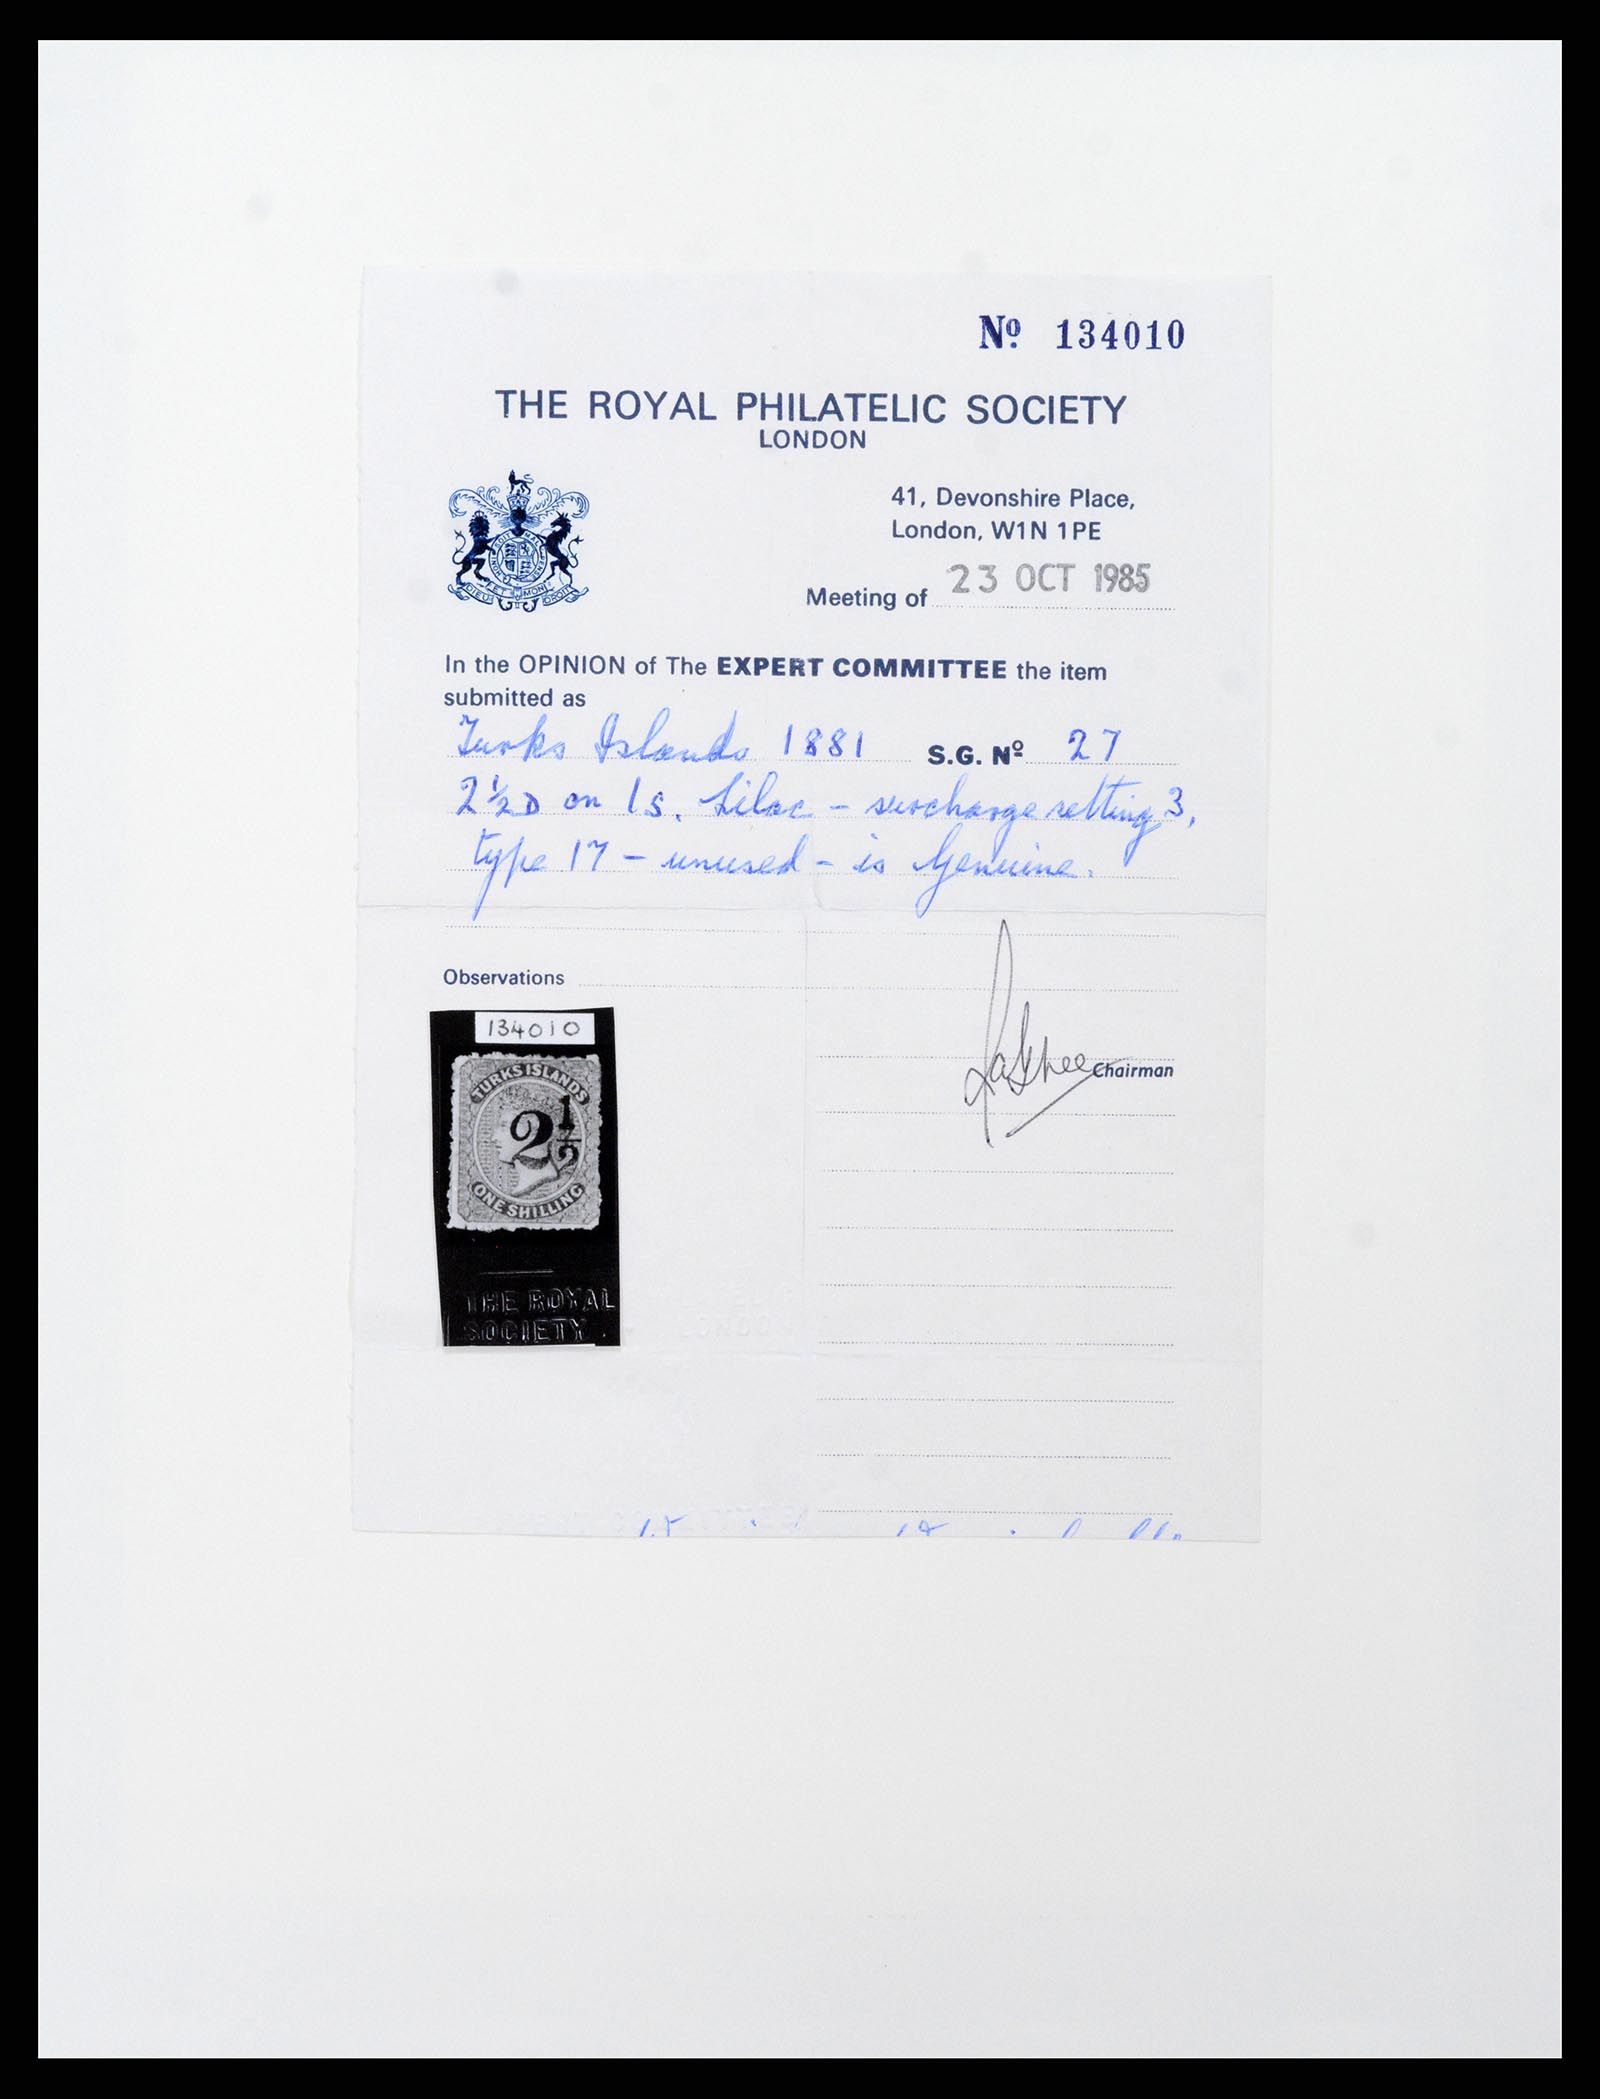 Nº 134010
THE ROYAL PHILATELIC SOCIETY
LONDON
41, Devonshire Place,
London, W1N 1PE
Meeting of 23 OCT 1985
In the OPINION of The EXPERT COMMITTEE the item
submitted as
Turks Islands 1881 S.G. Nº 27
2½D on 1s. Lilac – surcharge setting 3,
type 17 – unused – is Genuine.
Observations
134010
TURKS ISLANDS
2 1/2
ONE SHILLING
Chairman
THE ROYAL
SOCIETY